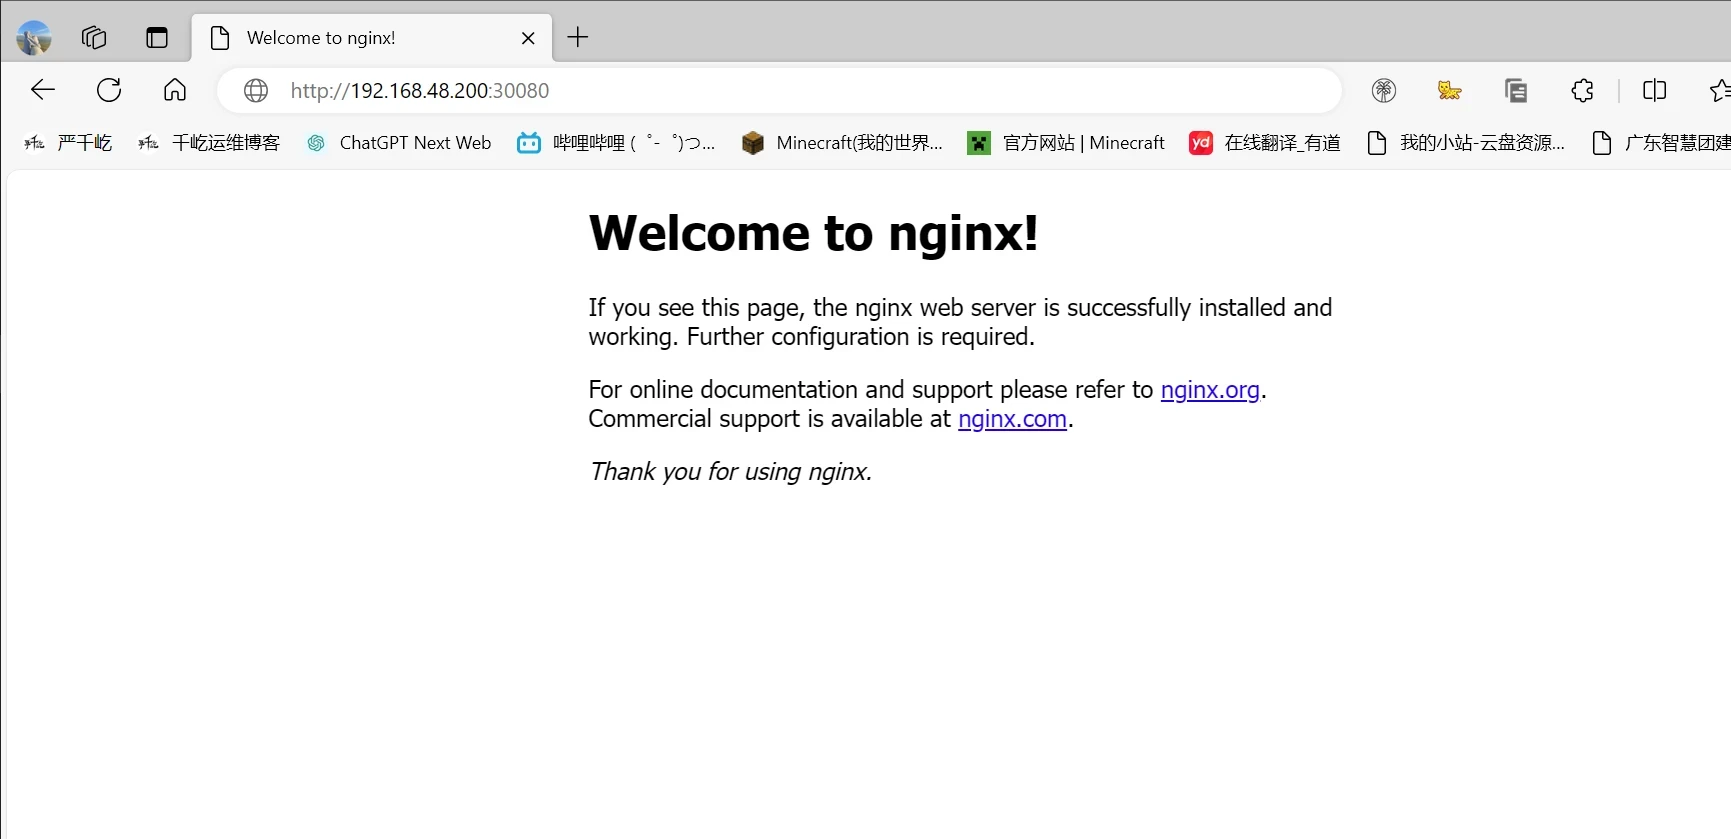 Welcome to nginx!
http://192.168.48.200:30080
严千屹 千屹运维博客 ChatGPT Next Web 哔哩哔哩 ( ゜- ゜)つ... Minecraft(我的世界... 官方网站 | Minecraft yd 在线翻译_有道 我的小站-云盘资源... 广东智慧团建
Welcome to nginx!
If you see this page, the nginx web server is successfully installed and
working. Further configuration is required.
For online documentation and support please refer to nginx.org.
Commercial support is available at nginx.com.
Thank you for using nginx.